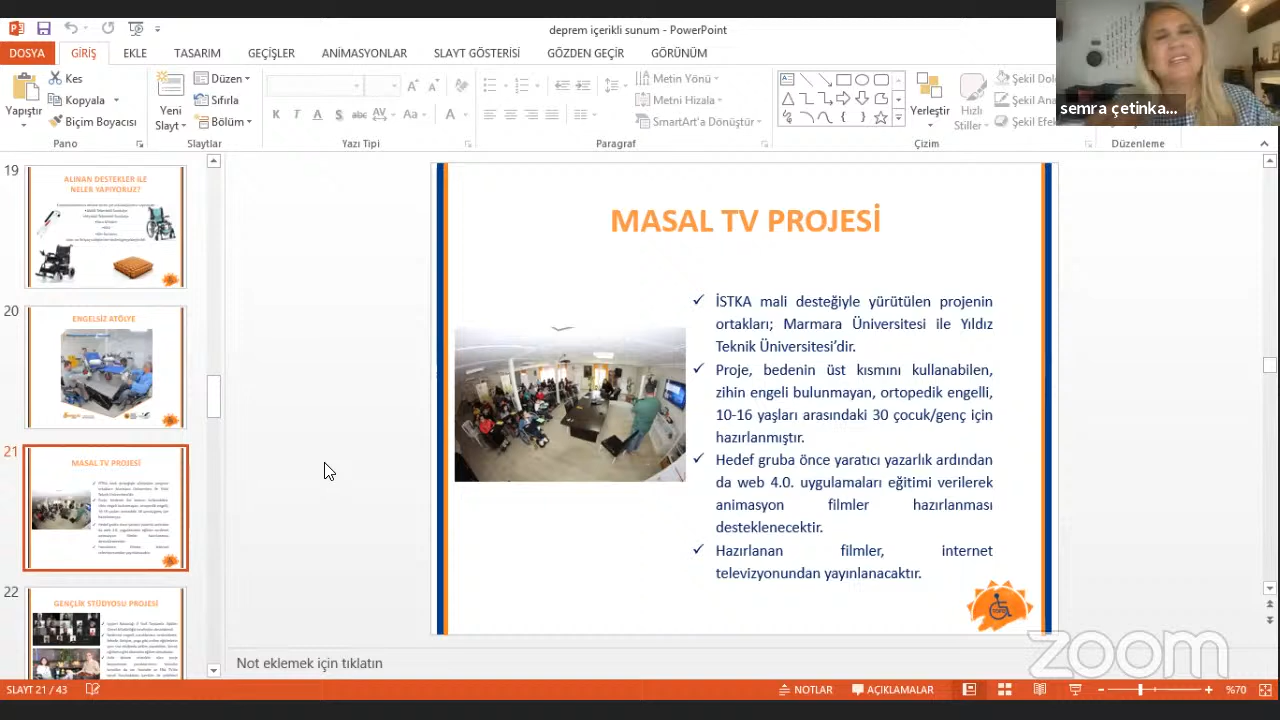 deprem içerikli sunum - PowerPoint
DOSYA GİRİŞ EKLE TASARIM GEÇİŞLER ANİMASYONLAR SLAYT GÖSTERİSİ GÖZDEN GEÇİR GÖRÜNÜM
Yapıştır
Kes
Kopyala
Biçim Boyacısı
Pano
Yeni
Slayt
Düzen
Sıfırla
Bölüm
Slaytlar
Yazı Tipi
Metin Yönü
Metni Hizala
SmartArt'a Dönüştür
Paragraf
Yerleştir
Hızlı
Stiller
Şekil
Şekil
Şekil
Çizim
Düzenleme
semra çetinka...
19
ALINAN DESTEKLER İLE
NELER YAPIYORUZ?
20
ENGELSİZ ATÖLYE
21
MASAL TV PROJESİ
22
GENÇLİK STÜDYOSU PROJESİ
MASAL TV PROJESİ
İSTKA mali desteğiyle yürütülen projenin
ortakları; Marmara Üniversitesi ile Yıldız
Teknik Üniversitesi'dir.
Proje, bedenin üst kısmını kullanabilen,
zihin engeli bulunmayan, ortopedik engelli,
10-16 yaşları arasındaki 30 çocuk/genç için
hazırlanmıştır.
Hedef gruba önce yaratıcı yazarlık ardından
da web 4.0. uygulamaları eğitimi verilerek
animasyon filmler hazırlanması
desteklenecektir.
Hazırlanan filmler, internet
televizyonundan yayınlanacaktır.
zoom
Not eklemek için tıklatın
SLAYT 21 / 43
NOTLAR
AÇIKLAMALAR
%70